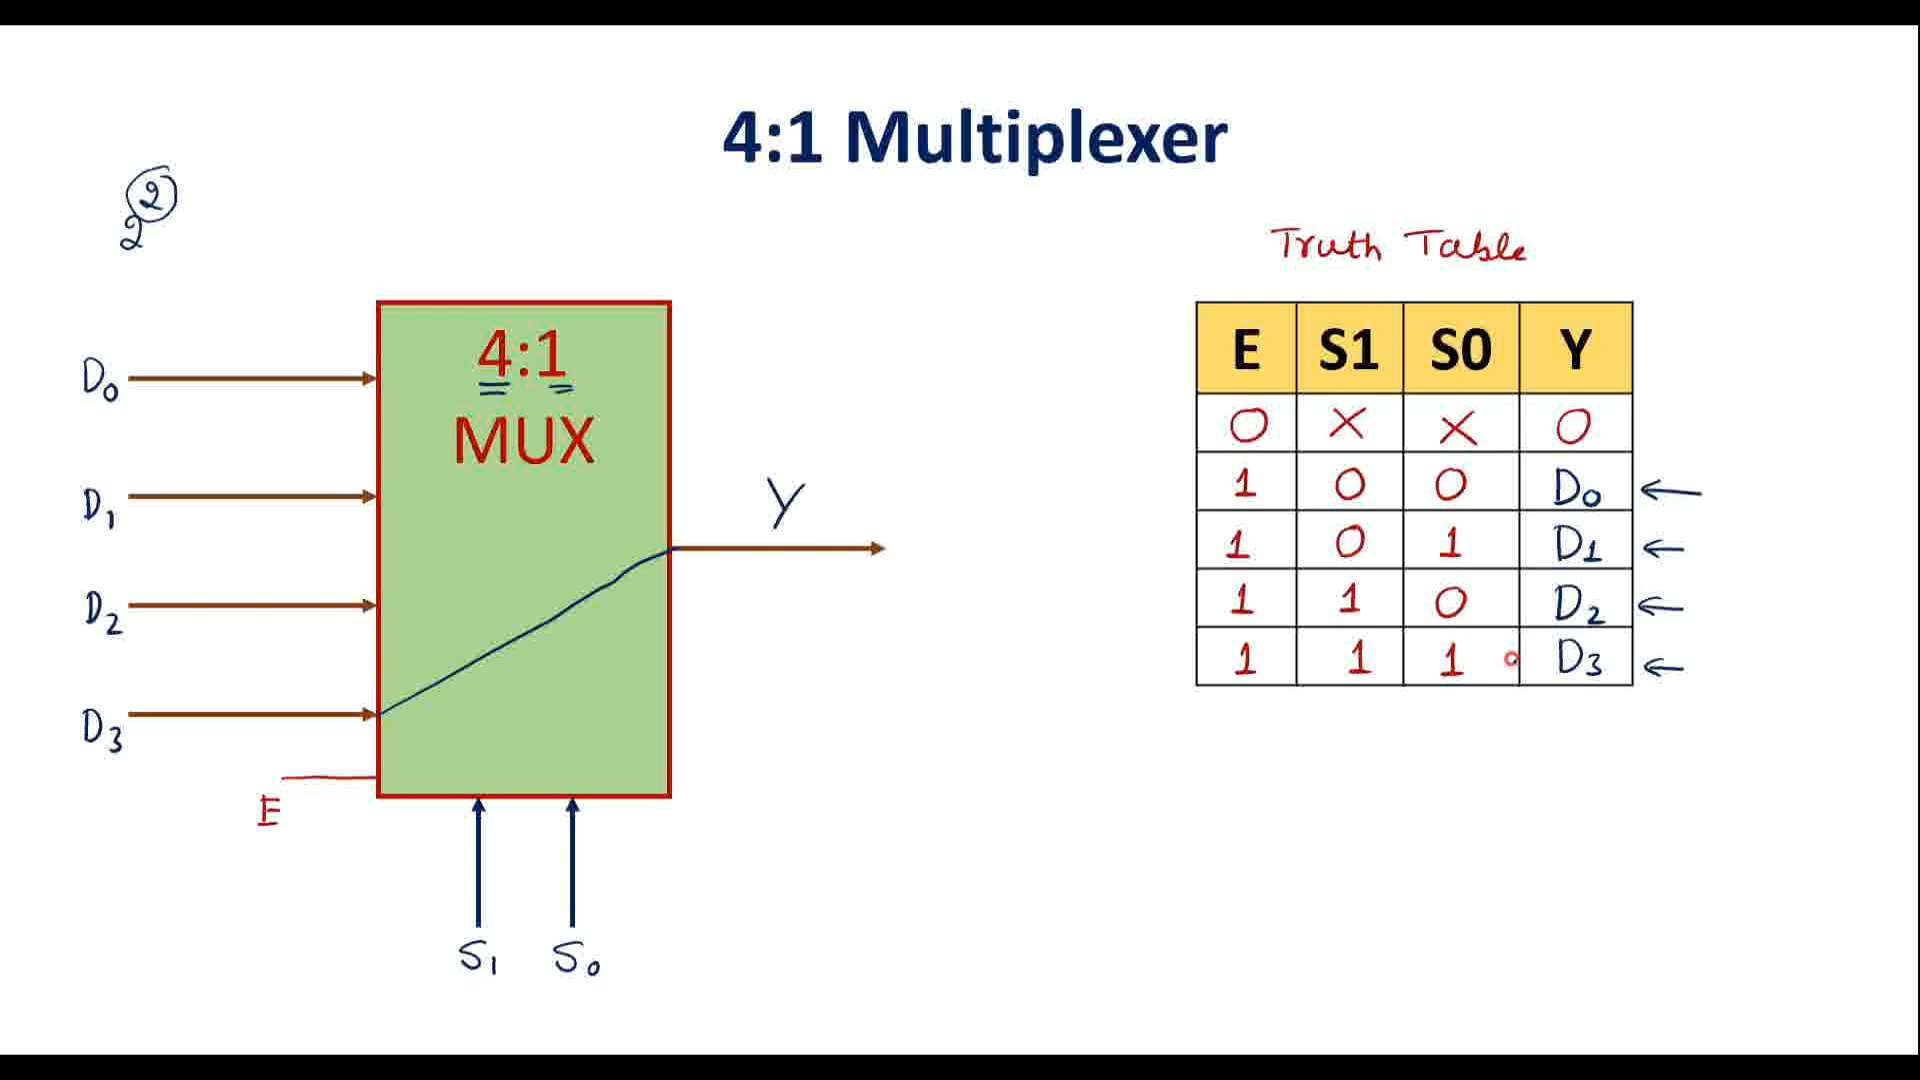 4:1 Multiplexer
2²
Truth Table
4:1
MUX
D₀
D₁
D₂
D₃
E
Y
S₁ S₀
E S1 S0 Y
0 X X 0
1 0 0 D₀ ←
1 0 1 D₁ ←
1 1 0 D₂ ←
1 1 1 D₃ ←